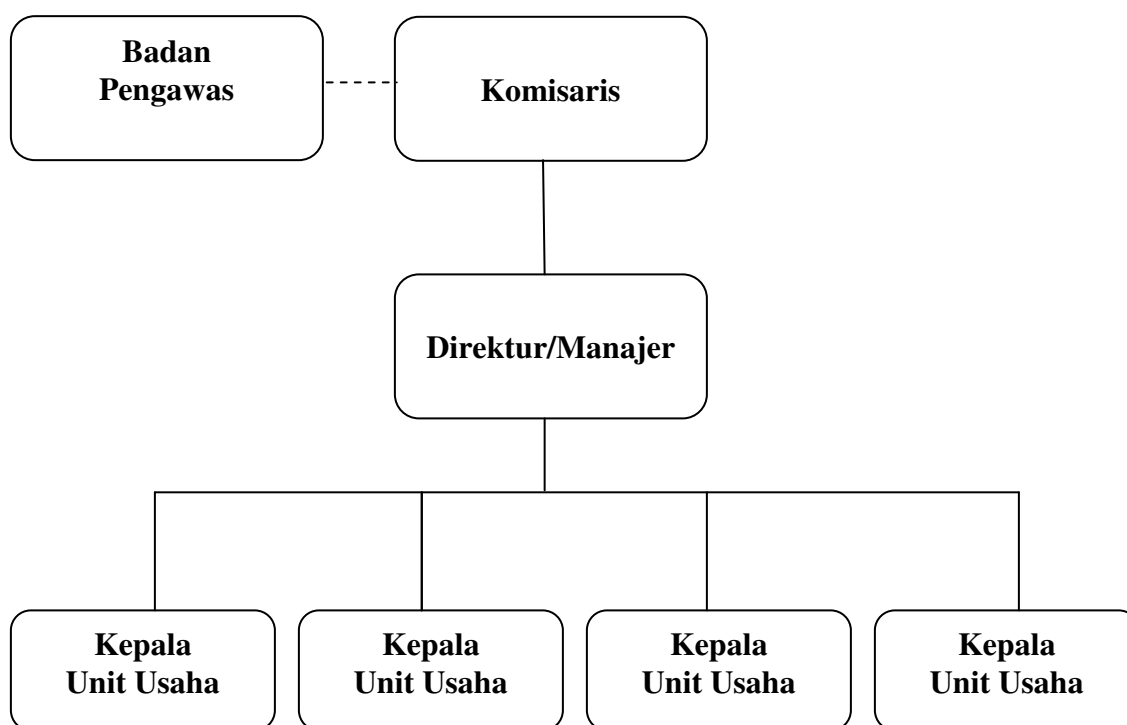 Badan
Pengawas
Komisaris
Direktur/Manajer
Kepala
Unit Usaha
Kepala
Unit Usaha
Kepala
Unit Usaha
Kepala
Unit Usaha